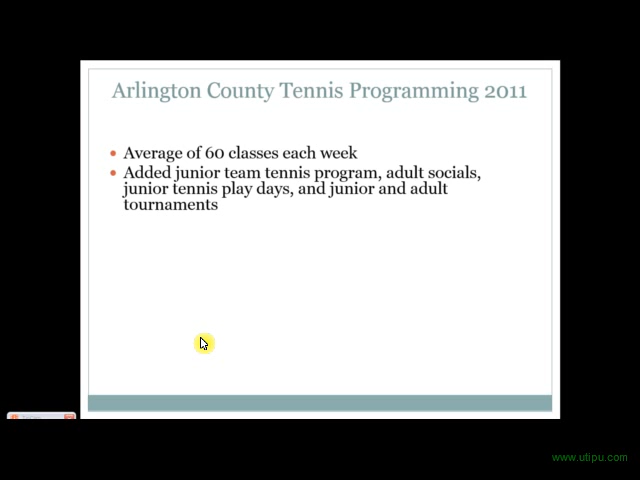 Arlington County Tennis Programming 2011
• Average of 60 classes each week
• Added junior team tennis program, adult socials,
junior tennis play days, and junior and adult
tournaments
www.utipu.com